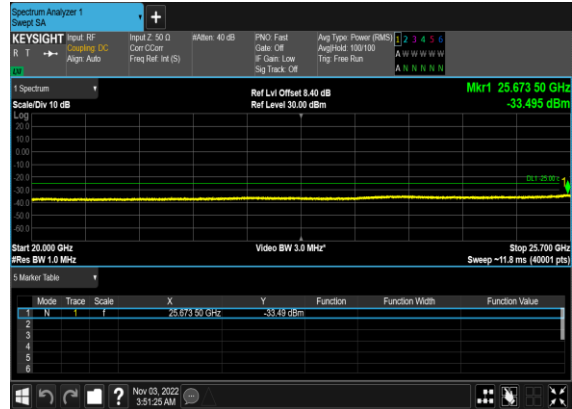 Spectrum Analyzer 1
Swept SA
+
KEYSIGHT Input: RF Input Z: 50 Ω #Atten: 40 dB PNO: Fast Avg Type: Power (RMS) 1 2 3 4 5 6
R T Coupling: DC Corr CCorr Gate: Off Avg|Hold: 100/100 A W W W W W
Align: Auto Freq Ref: Int (S) IF Gain: Low Trig: Free Run
Sig Track: Off A N N N N N
1 Spectrum Ref Lvl Offset 8.40 dB Mkr1 25.673 50 GHz
Scale/Div 10 dB Ref Level 30.00 dBm -33.495 dBm
Log
20.0
10.0
0.00
-10.0
-20.0
-30.0
-40.0
-50.0
-60.0
1
Start 20.000 GHz Video BW 3.0 MHz* Stop 25.700 GHz
#Res BW 1.0 MHz Sweep ~11.8 ms (40001 pts)
5 Marker Table
Mode Trace Scale X Y Function Function Width Function Value
1 N 1 f 25.673 50 GHz -33.49 dBm
2
3
4
5
6
? Nov 03, 2022
3:51:25 AM